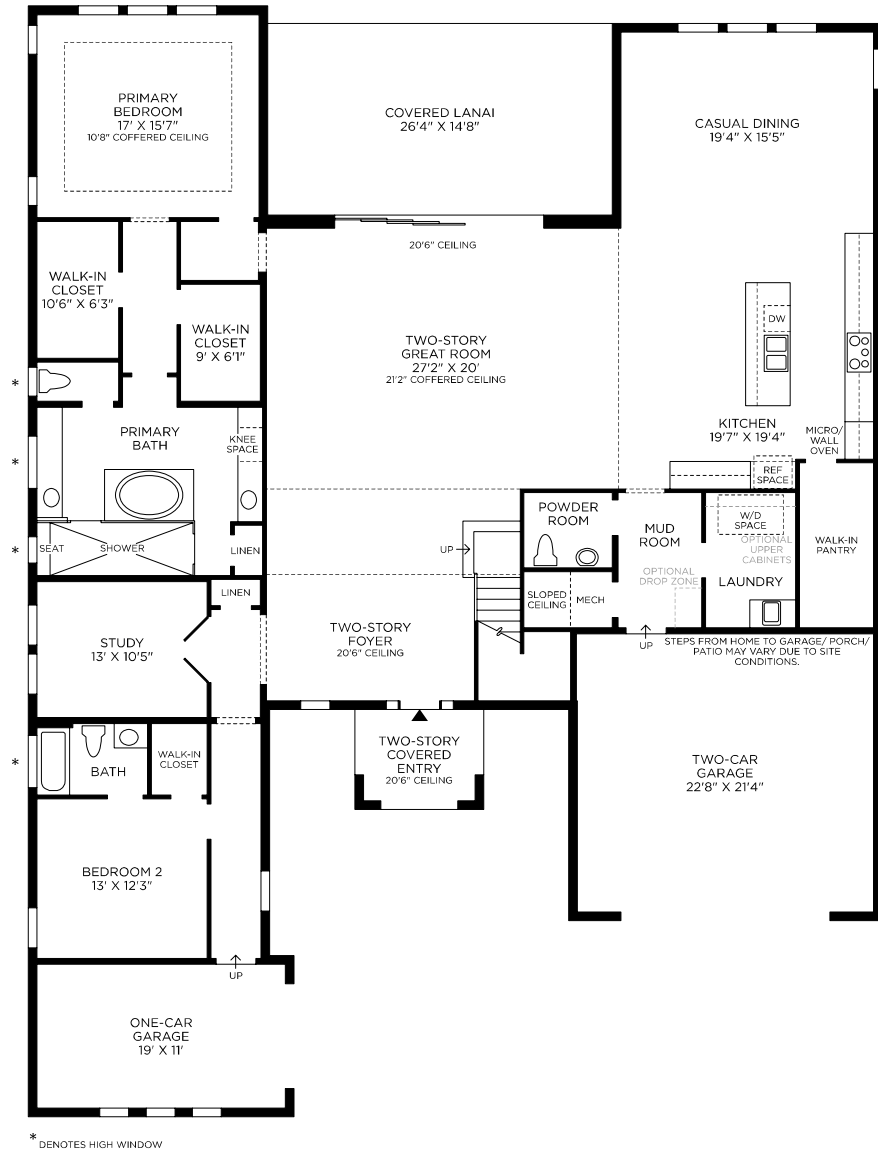 PRIMARY
BEDROOM
17' X 15'7"
10'8" COFFERED CEILING
COVERED LANAI
26'4" X 14'8"
CASUAL DINING
19'4" X 15'5"
20'6" CEILING
WALK-IN
CLOSET
10'6" X 6'3"
WALK-IN
CLOSET
9' X 6'1"
TWO-STORY
GREAT ROOM
27'2" X 20'
21'2" COFFERED CEILING
DW
KITCHEN
19'7" X 19'4"
MICRO/
WALL
OVEN
REF
SPACE
*
PRIMARY
BATH
KNEE
SPACE
*
*
SEAT
SHOWER
LINEN
LINEN
UP
POWDER
ROOM
MUD
ROOM
W/D
SPACE
OPTIONAL
UPPER
CABINETS
LAUNDRY
WALK-IN
PANTRY
OPTIONAL
DROP ZONE
SLOPED
CEILING
MECH
STUDY
13' X 10'5"
TWO-STORY
FOYER
20'6" CEILING
UP
STEPS FROM HOME TO GARAGE/ PORCH/
PATIO MAY VARY DUE TO SITE
CONDITIONS.
*
BATH
WALK-IN
CLOSET
TWO-STORY
COVERED
ENTRY
20'6" CEILING
TWO-CAR
GARAGE
22'8" X 21'4"
BEDROOM 2
13' X 12'3"
UP
ONE-CAR
GARAGE
19' X 11'
* DENOTES HIGH WINDOW